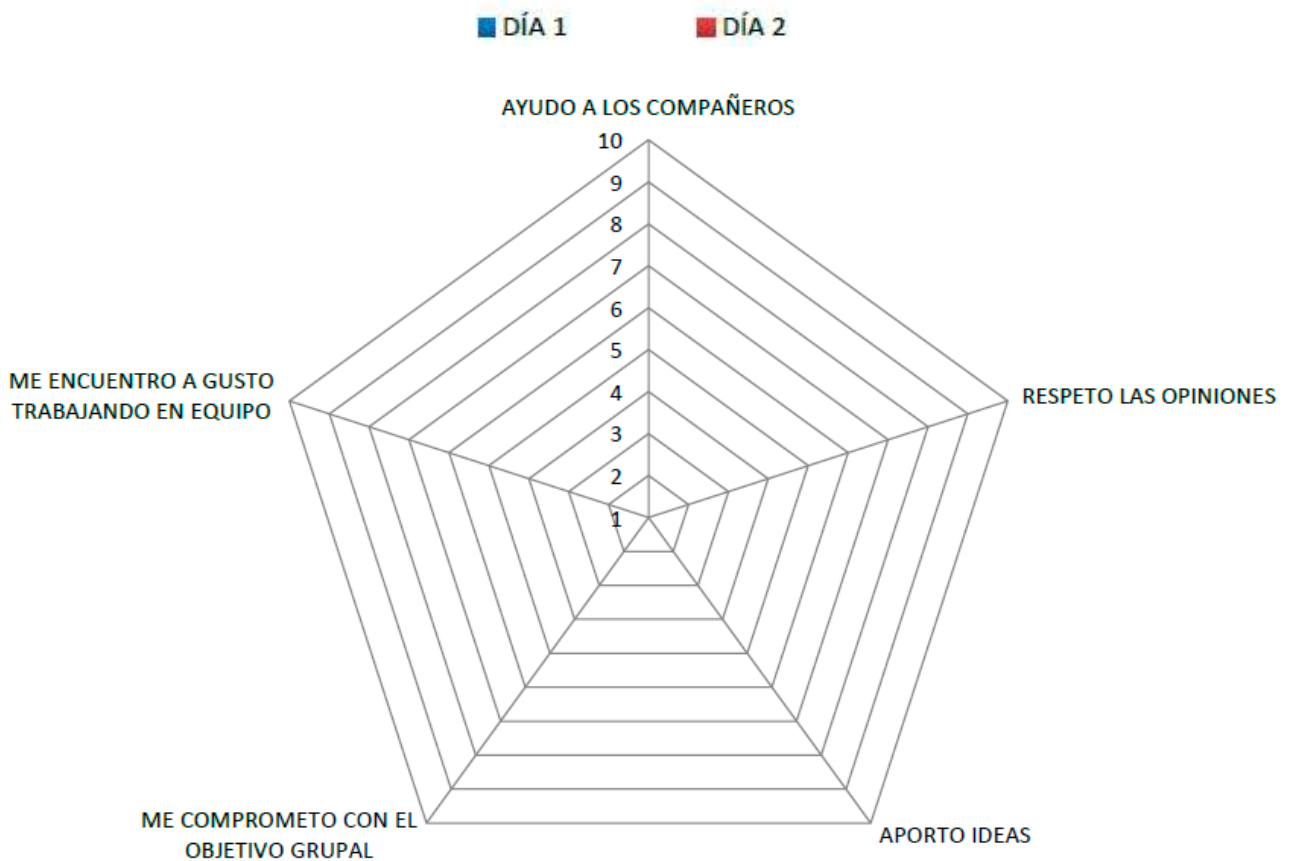 DÍA 1
DÍA 2
AYUDO A LOS COMPAÑEROS
10
9
8
7
6
5
4
3
2
1
RESPETO LAS OPINIONES
APORTO IDEAS
ME COMPROMETO CON EL
OBJETIVO GRUPAL
ME ENCUENTRO A GUSTO
TRABAJANDO EN EQUIPO